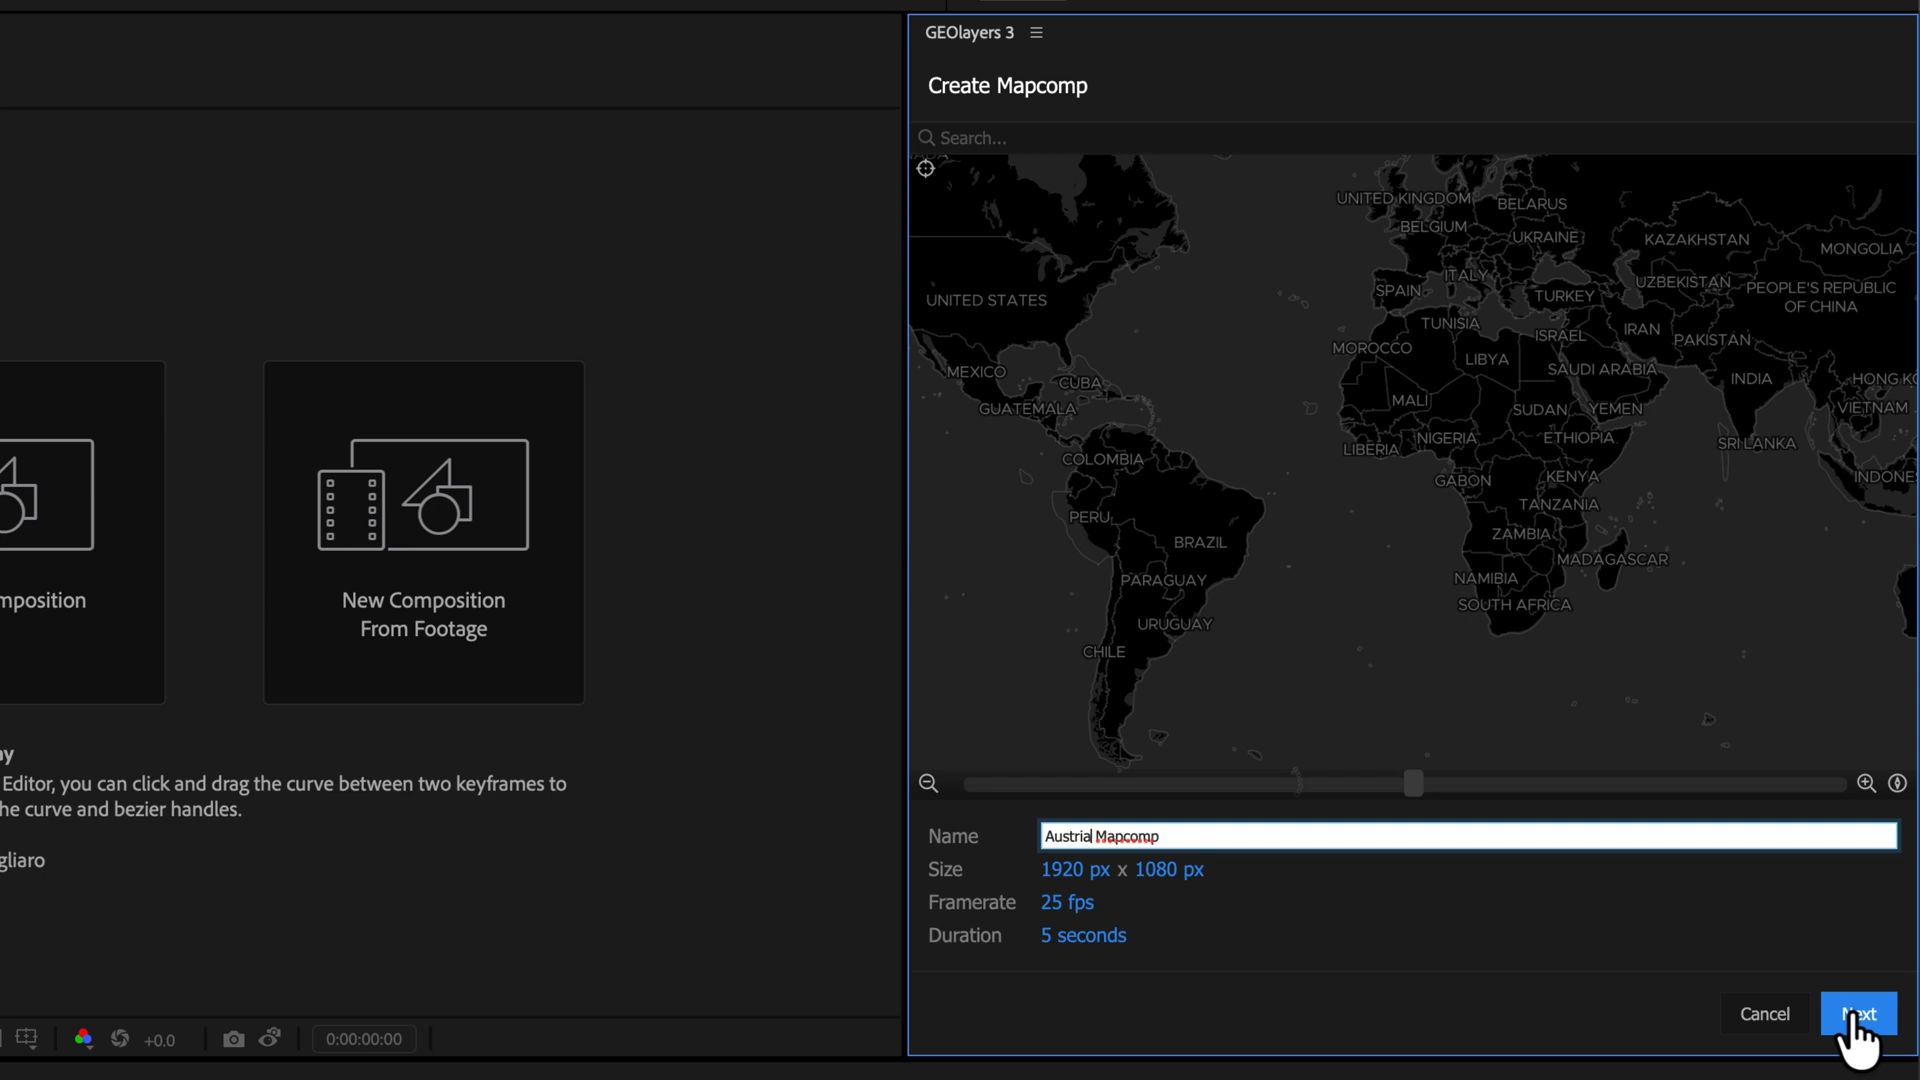 GEOlayers 3
Create Mapcomp
Search...
UNITED KINGDOM
BELARUS
BELGIUM
UKRAINE
KAZAKHSTAN
MONGOLIA
ITALY
SPAIN
UZBEKISTAN
PEOPLE'S REPUBLIC
OF CHINA
TURKEY
UNITED STATES
TUNISIA
ISRAEL
IRAN
PAKISTAN
MOROCCO
LIBYA
SAUDI ARABIA
MEXICO
CUBA
INDIA
HONG KO
GUATEMALA
MALI
SUDAN
YEMEN
VIETNAM
NIGERIA
ETHIOPIA
SRI LANKA
LIBERIA
COLOMBIA
GABON
KENYA
INDONES
TANZANIA
PERU
ZAMBIA
BRAZIL
MADAGASCAR
PARAGUAY
NAMIBIA
SOUTH AFRICA
URUGUAY
CHILE
mposition
New Composition
From Footage
ay
Editor, you can click and drag the curve between two keyframes to
he curve and bezier handles.
gliaro
Name Austria Mapcomp
Size 1920 px x 1080 px
Framerate 25 fps
Duration 5 seconds
Cancel Next
+0.0 0:00:00:00